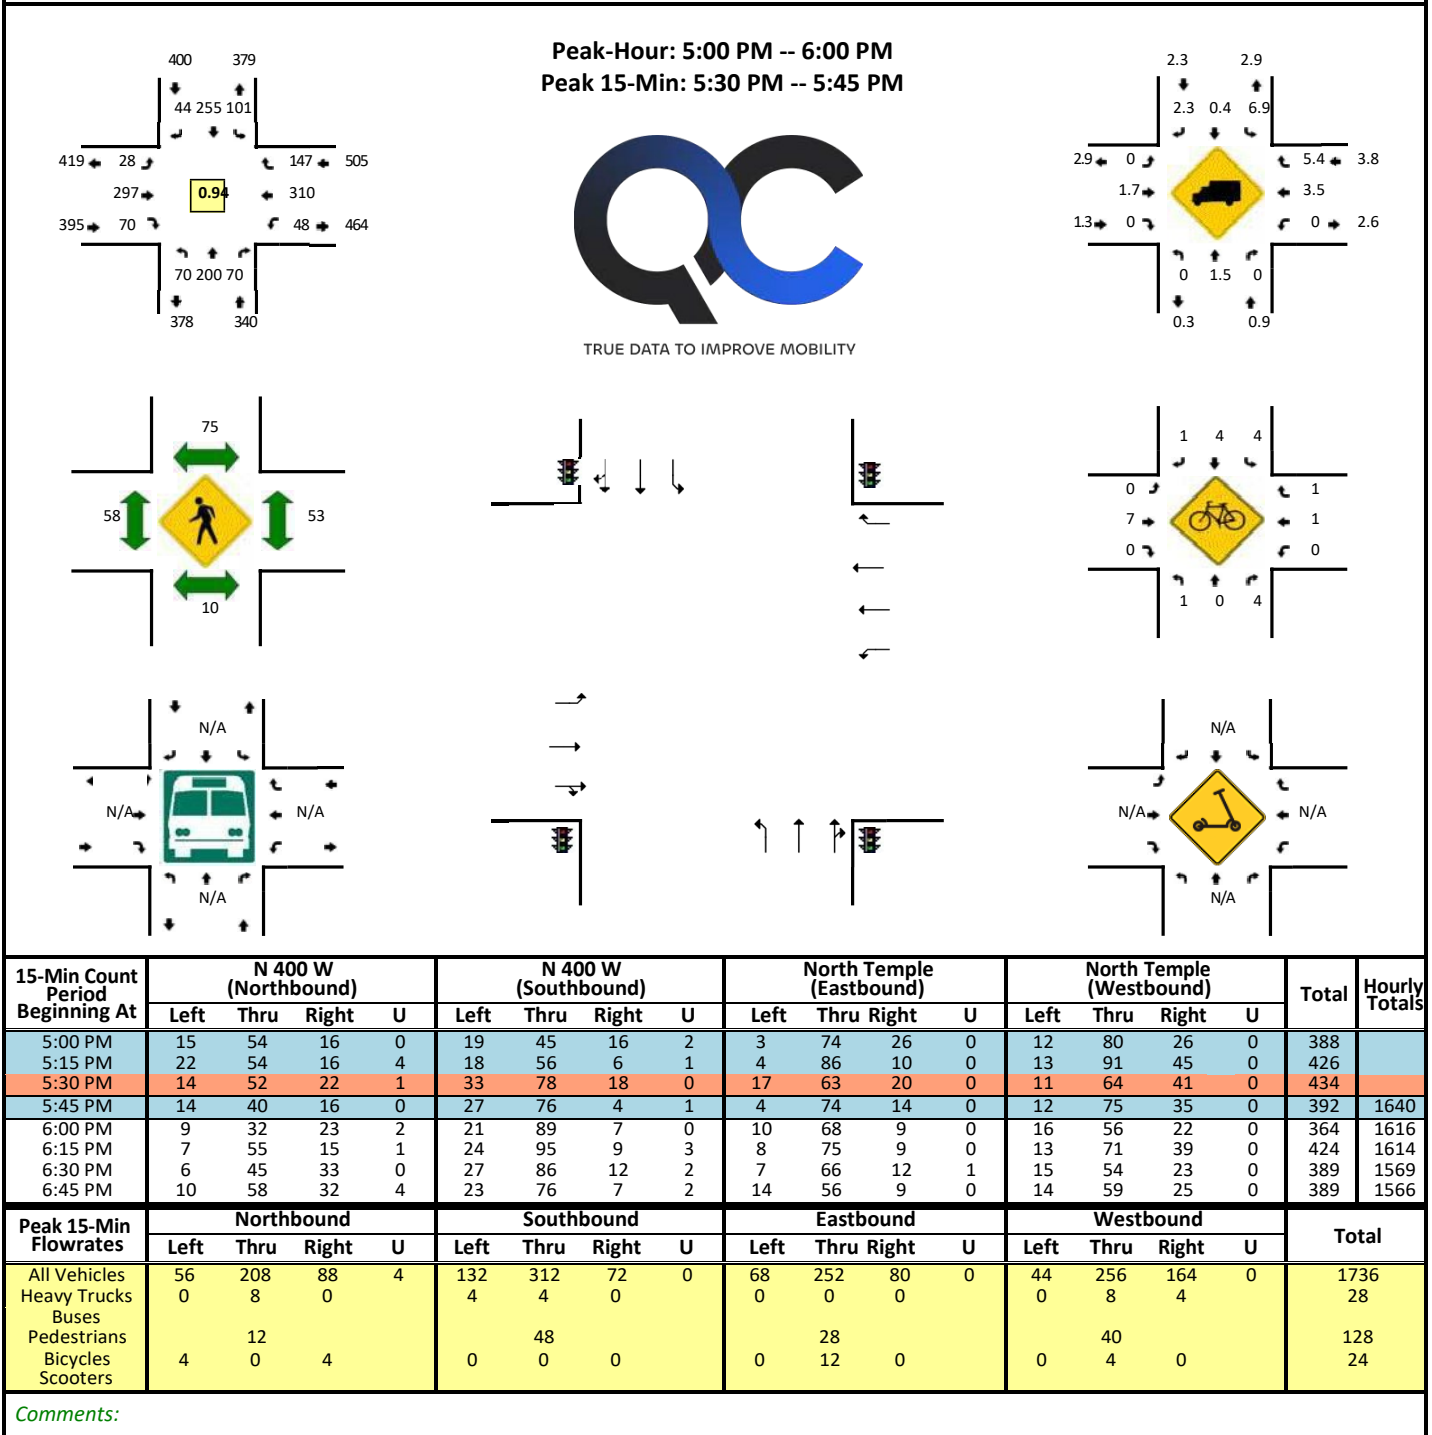 Peak-Hour: 5:00 PM -- 6:00 PM
Peak 15-Min: 5:30 PM -- 5:45 PM
400 379
44 255 101
419 28 147 505
297 0.94 310
395 70 48 464
70 200 70
378 340
TRUE DATA TO IMPROVE MOBILITY
2.3 2.9
2.3 0.4 6.9
2.9 0 5.4 3.8
1.7 3.5
1.3 0 0 2.6
0 1.5 0
0.3 0.9
75
58 53
10
1 4 4
0 1
7 1
0 0
1 0 4
N/A
N/A N/A
N/A
N/A
N/A N/A
N/A
15-Min Count Period Beginning At N 400 W (Northbound) N 400 W (Southbound) North Temple (Eastbound) North Temple (Westbound) Total Hourly Totals
Left Thru Right U Left Thru Right U Left Thru Right U Left Thru Right U
5:00 PM 15 54 16 0 19 45 16 2 3 74 26 0 12 80 26 0 388
5:15 PM 22 54 16 4 18 56 6 1 4 86 10 0 13 91 45 0 426
5:30 PM 14 52 22 1 33 78 18 0 17 63 20 0 11 64 41 0 434
5:45 PM 14 40 16 0 27 76 4 1 4 74 14 0 12 75 35 0 392 1640
6:00 PM 9 32 23 2 21 89 7 0 10 68 9 0 16 56 22 0 364 1616
6:15 PM 7 55 15 1 24 95 9 3 8 75 9 0 13 71 39 0 424 1614
6:30 PM 6 45 33 0 27 86 12 2 7 66 12 1 15 54 23 0 389 1569
6:45 PM 10 58 32 4 23 76 7 2 14 56 9 0 14 59 25 0 389 1566
Peak 15-Min Flowrates Northbound Southbound Eastbound Westbound Total
Left Thru Right U Left Thru Right U Left Thru Right U Left Thru Right U
All Vehicles 56 208 88 4 132 312 72 0 68 252 80 0 44 256 164 0 1736
Heavy Trucks 0 8 0 4 4 0 0 0 0 0 8 4 28
Buses
Pedestrians 12 48 28 40 128
Bicycles 4 0 4 0 0 0 0 12 0 0 4 0 24
Scooters
Comments: